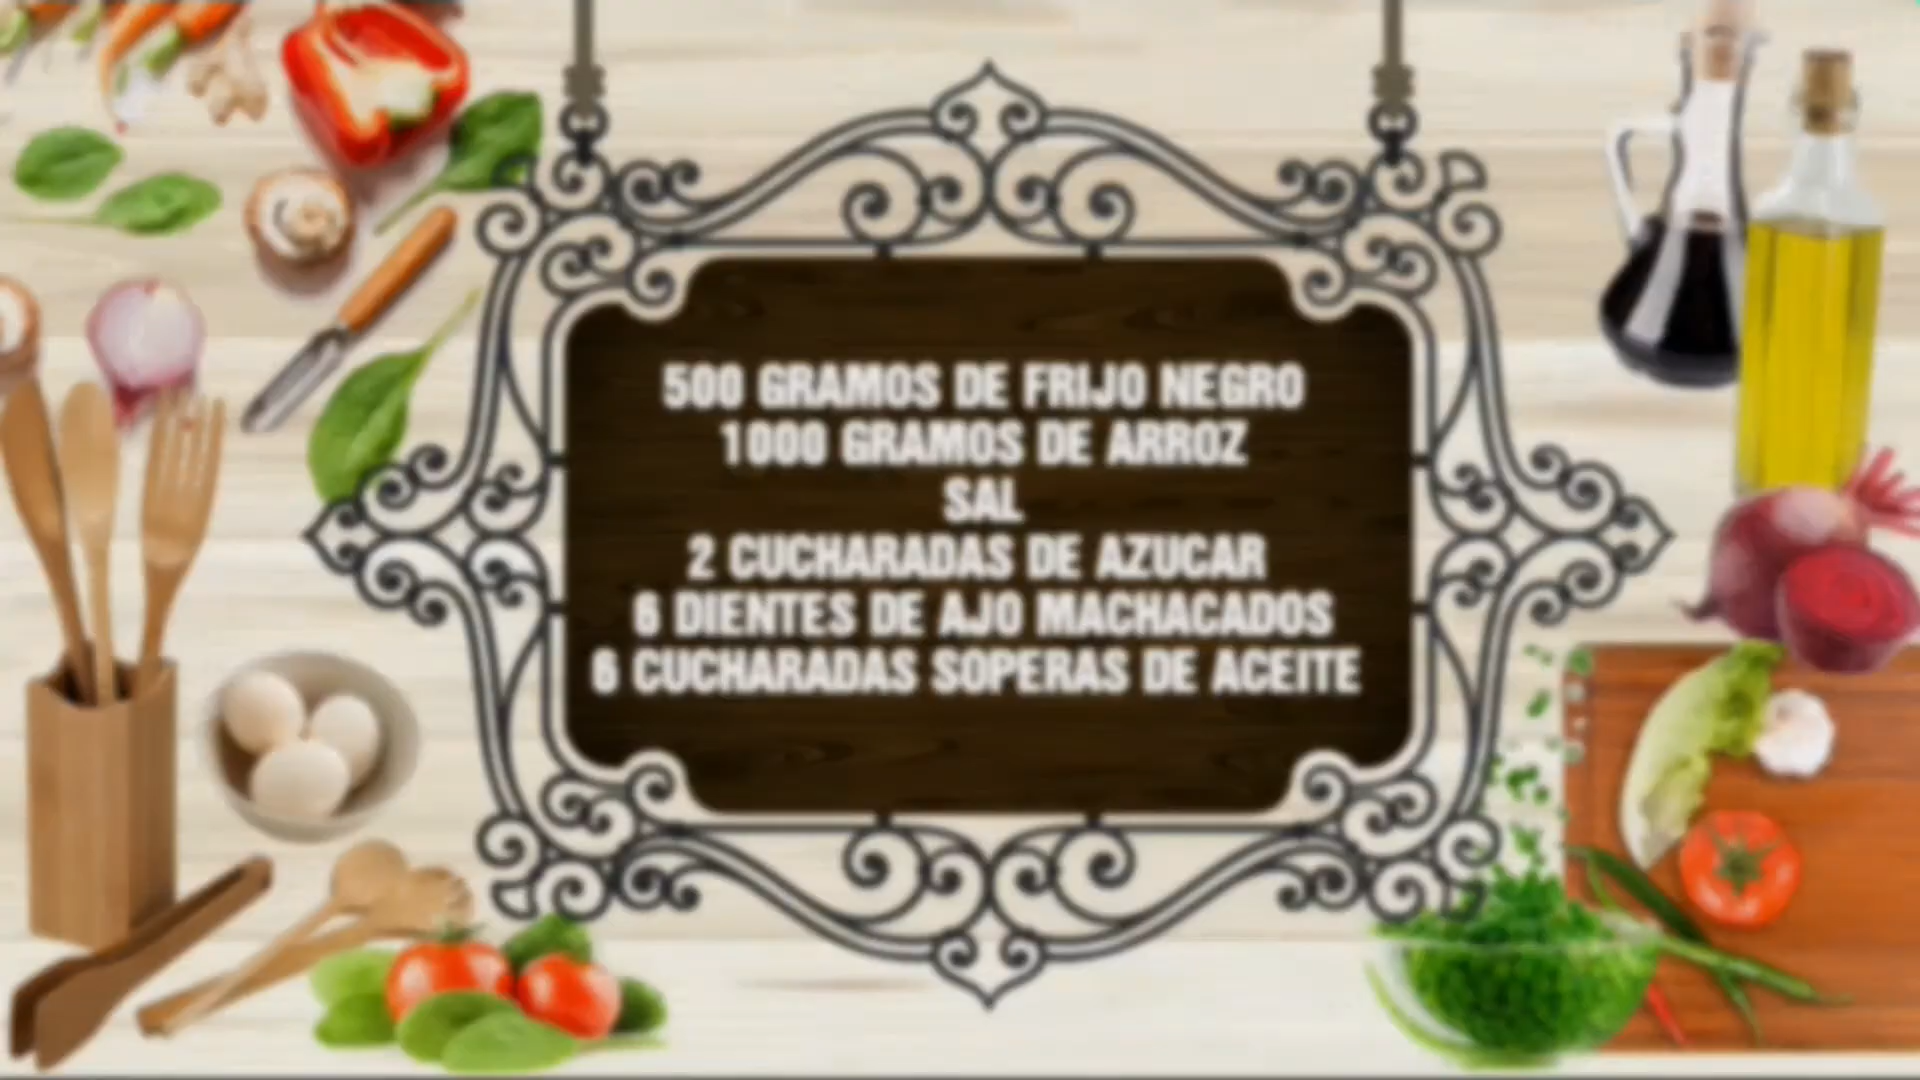 500 GRAMOS DE FRIJO NEGRO
1000 GRAMOS DE ARROZ
SAL
2 CUCHARADAS DE AZUCAR
6 DIENTES DE AJO MACHACADOS
6 CUCHARADAS SOPERAS DE ACEITE